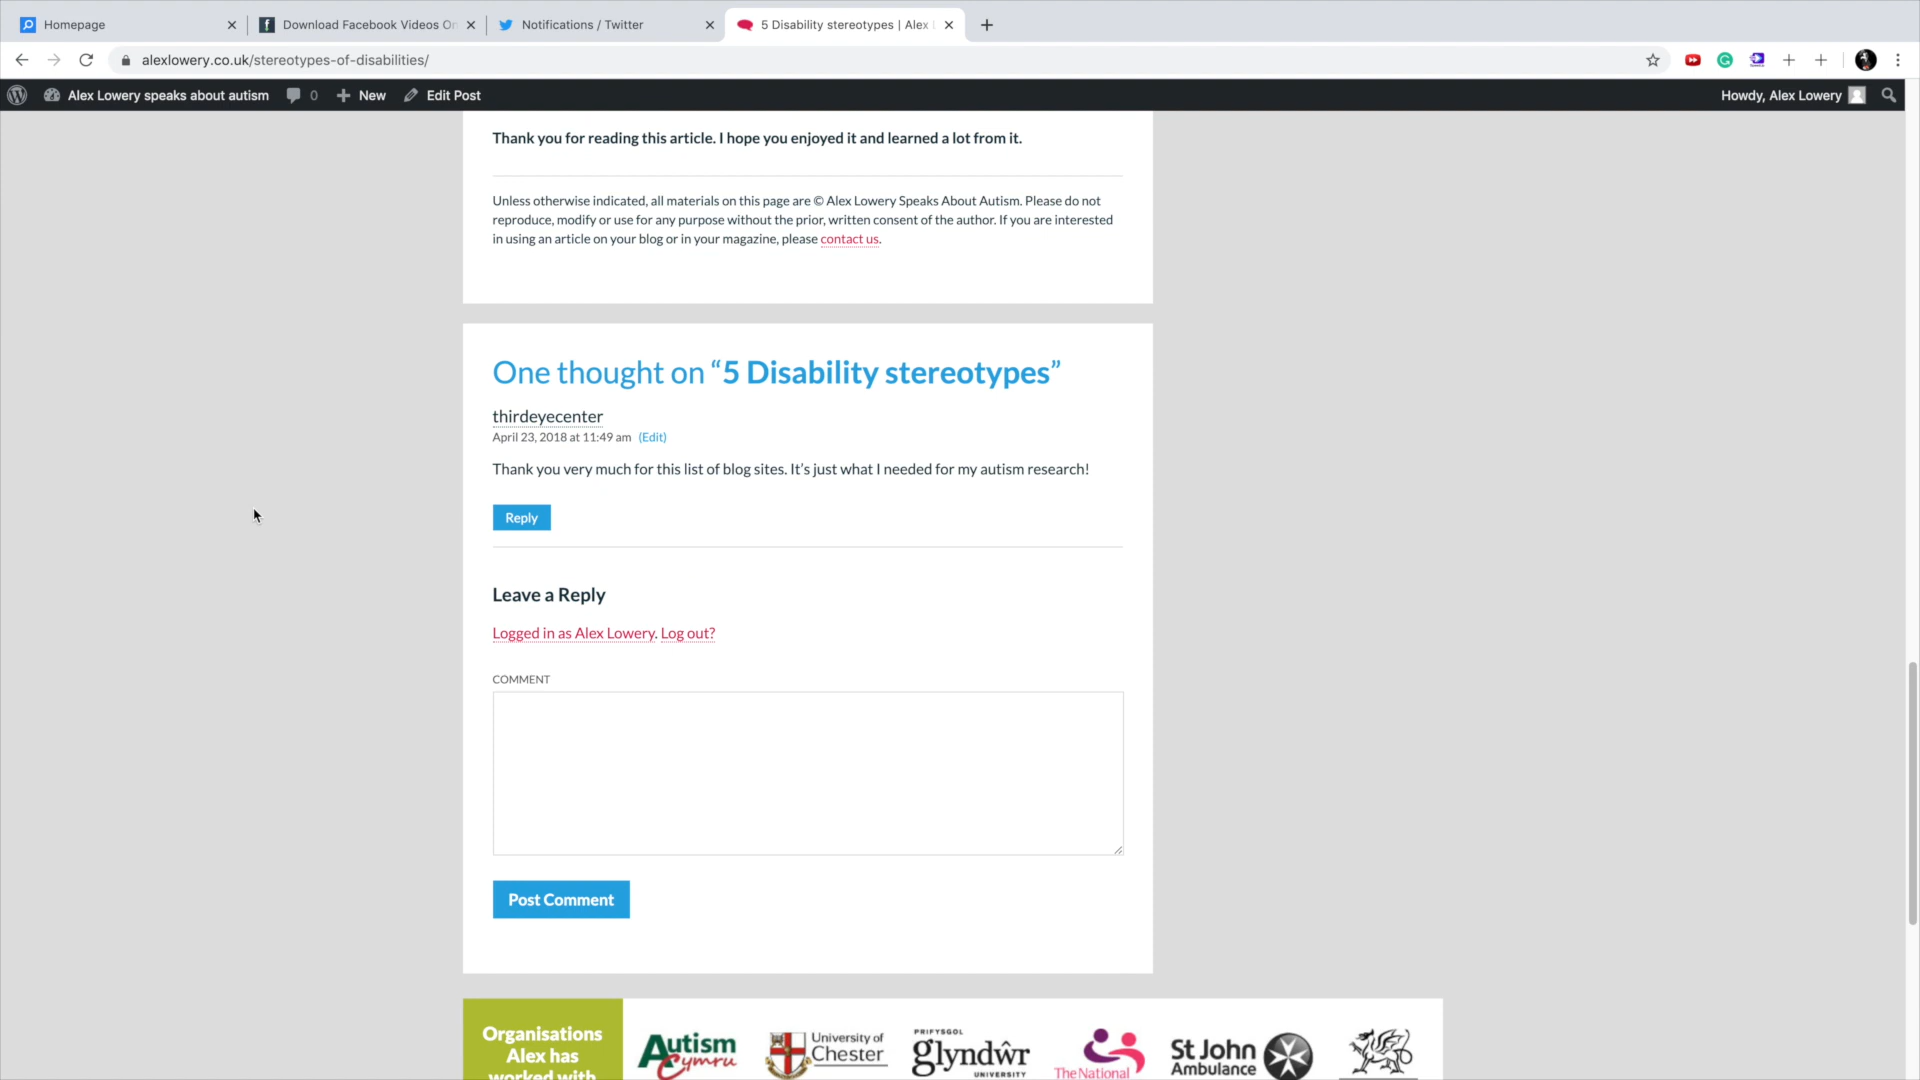 Homepage
Download Facebook Videos On
Notifications / Twitter
5 Disability stereotypes | Alex
alexlowery.co.uk/stereotypes-of-disabilities/
Alex Lowery speaks about autism
0
New
Edit Post
Howdy, Alex Lowery
Thank you for reading this article. I hope you enjoyed it and learned a lot from it.
Unless otherwise indicated, all materials on this page are © Alex Lowery Speaks About Autism. Please do not
reproduce, modify or use for any purpose without the prior, written consent of the author. If you are interested
in using an article on your blog or in your magazine, please contact us.
One thought on “5 Disability stereotypes”
thirdeyecenter
April 23, 2018 at 11:49 am (Edit)
Thank you very much for this list of blog sites. It’s just what I needed for my autism research!
Reply
Leave a Reply
Logged in as Alex Lowery. Log out?
COMMENT
Post Comment
Organisations
Alex has
worked with
Autism
Cymru
University of
Chester
PRIFYSGOL
glyndŵr
UNIVERSITY
The National
St John
Ambulance